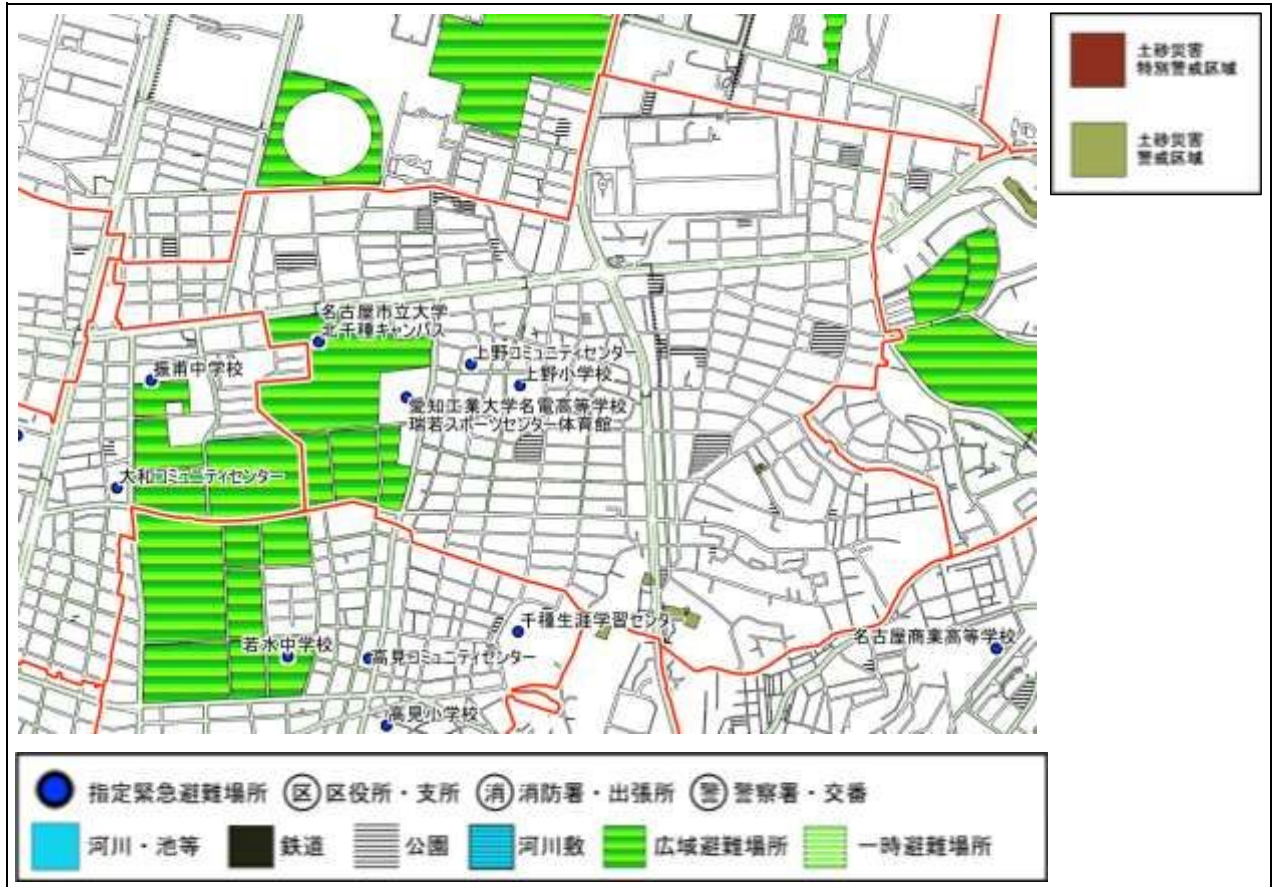 土砂災害
特別警戒区域
土砂災害
警戒区域
名古屋市立大学
北千種キャンパス
上野コミュニティセンター
振甫中学校
上野小学校
愛知工業大学名電高等学校
瑞若スポーツセンター体育館
大和コミュニティセンター
千種生涯学習センター
若水中学校
名古屋商業高等学校
高見コミュニティセンター
高見小学校
指定緊急避難場所 区 区役所・支所 消 消防署・出張所 警 警察署・交番
河川・池等 鉄道 公園 河川敷 広域避難場所 一時避難場所